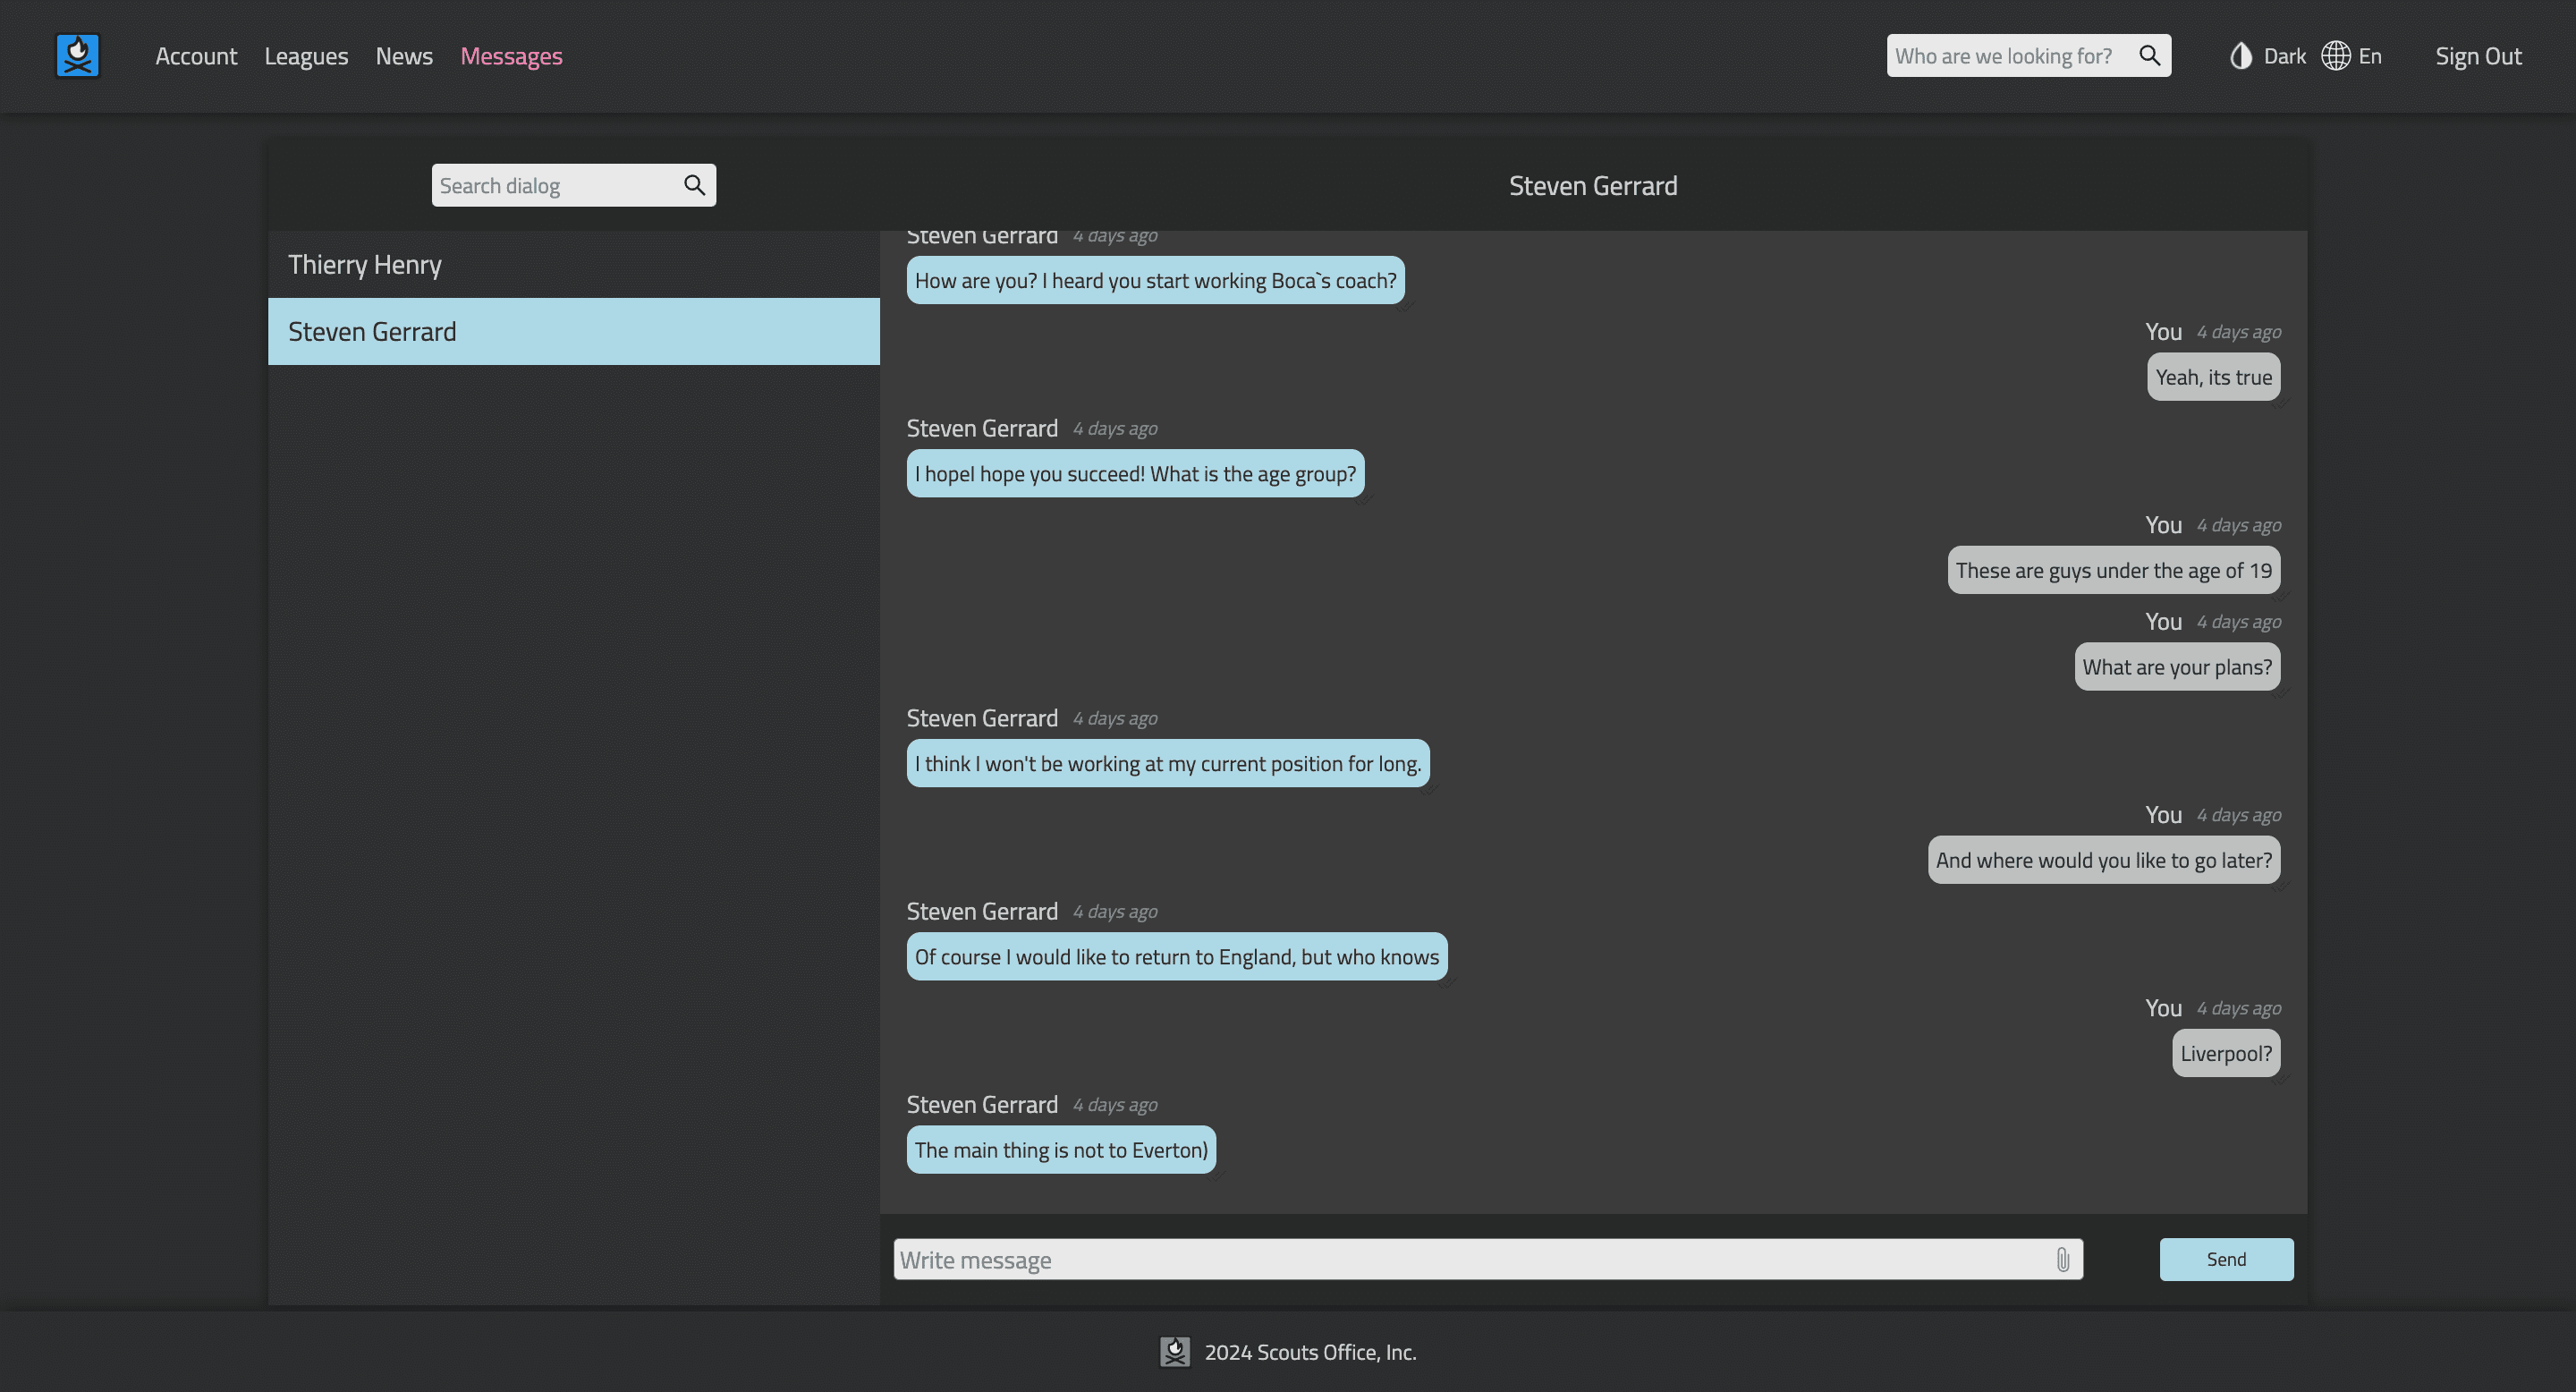 Account Leagues News Messages Who are we looking for? Dark En Sign Out
Search dialog
Steven Gerrard
Thierry Henry
Steven Gerrard
Steven Gerrard 4 days ago
How are you? I heard you start working Boca`s coach?
You 4 days ago
Yeah, its true
Steven Gerrard 4 days ago
I hopeI hope you succeed! What is the age group?
You 4 days ago
These are guys under the age of 19
You 4 days ago
What are your plans?
Steven Gerrard 4 days ago
I think I won't be working at my current position for long.
You 4 days ago
And where would you like to go later?
Steven Gerrard 4 days ago
Of course I would like to return to England, but who knows
You 4 days ago
Liverpool?
Steven Gerrard 4 days ago
The main thing is not to Everton)
Write message
Send
2024 Scouts Office, Inc.